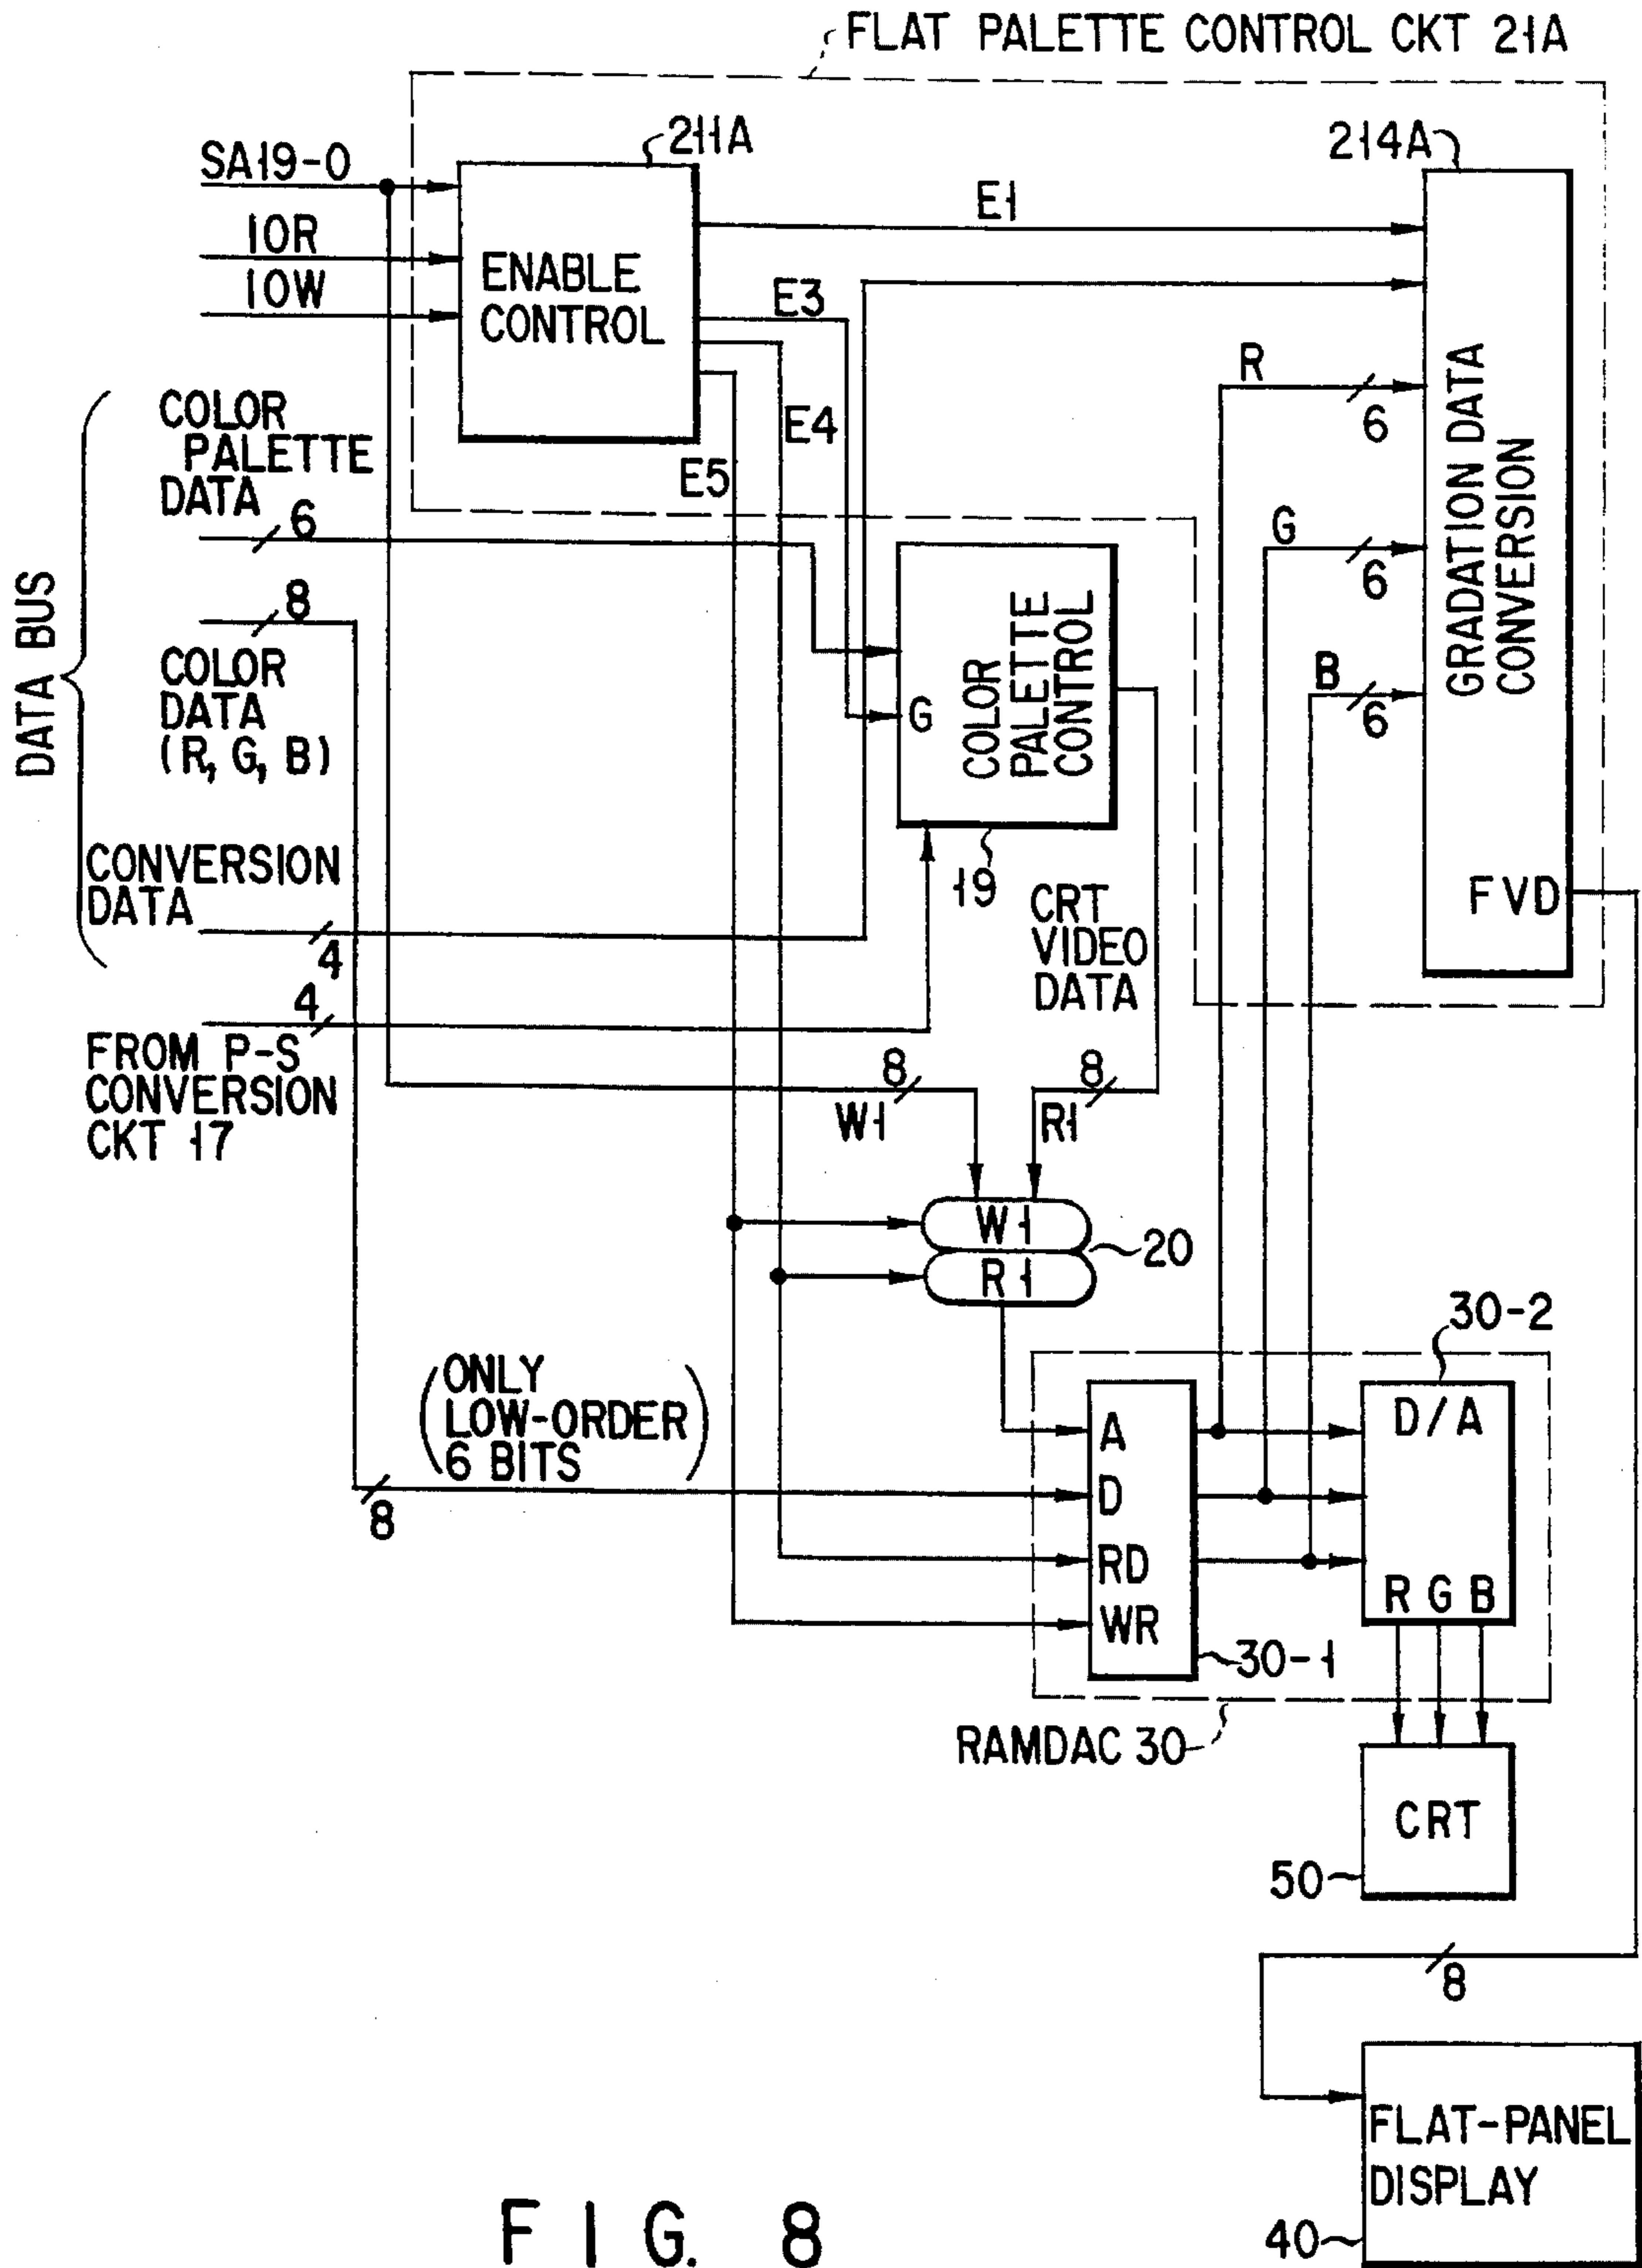 FLAT PALETTE CONTROL CKT 21A
211A
214A
SA19-0
IOR
IOW
ENABLE
CONTROL
E1
E3
E4
E5
R
6
G
6
B
6
GRADATION DATA
CONVERSION
FVD
DATA BUS
COLOR
PALETTE
DATA
6
8
COLOR
DATA
(R, G, B)
CONVERSION
DATA
4
4
FROM P-S
CONVERSION
CKT 17
G
COLOR
PALETTE
CONTROL
19
CRT
VIDEO
DATA
8
W1
8
R1
W1
R1
20
(ONLY
LOW-ORDER
6 BITS)
8
A
D
RD
WR
30-1
30-2
D/A
R G B
RAMDAC 30
CRT
50
8
FLAT-PANEL
DISPLAY
40
FIG. 8